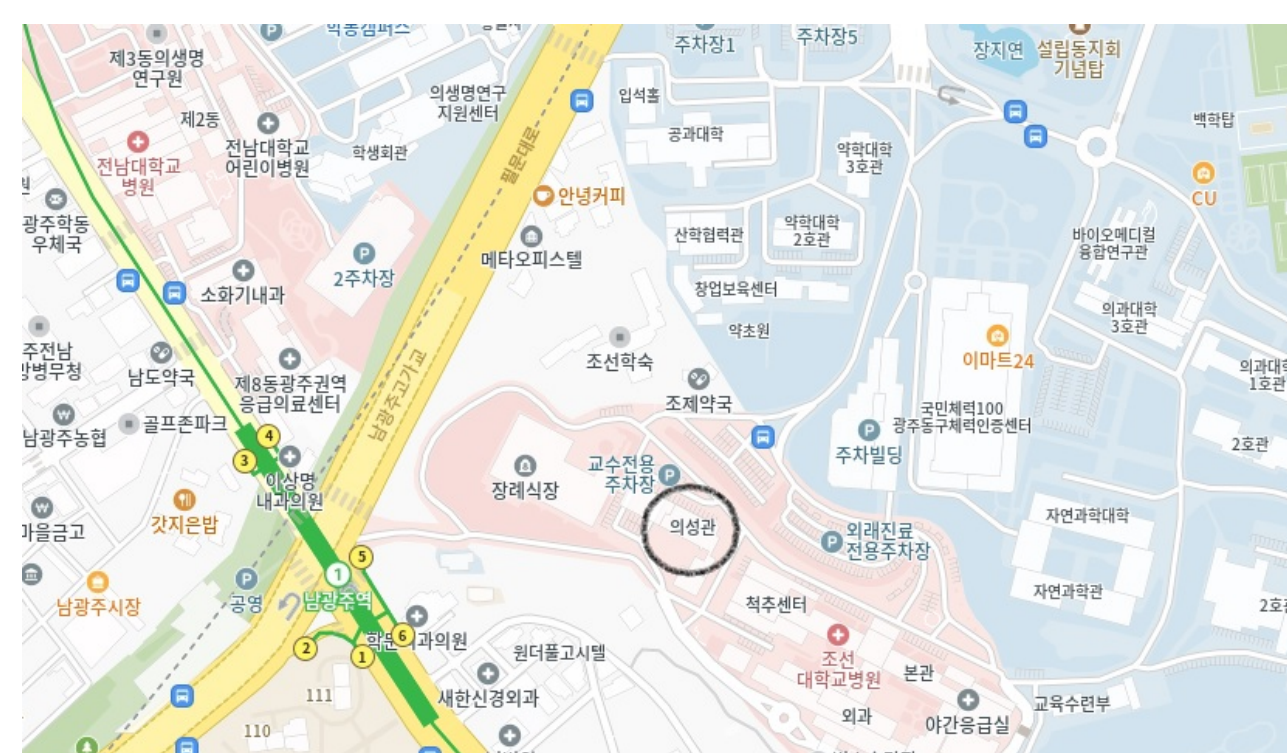 학동캠퍼스
주차장1
주차장5
장지연
설립동지회
기념탑
제3동의생명
연구원
의생명연구
지원센터
입석홀
백학탑
제2동
전남대학교
어린이병원
학생회관
공과대학
약학대학
3호관
전남대학교
병원
필문대로
안녕커피
CU
광주학동
우체국
메타오피스텔
산학협력관
약학대학
2호관
바이오메디컬
융합연구관
2주차장
소화기내과
창업보육센터
의과대학
3호관
약초원
조선학숙
이마트24
남도약국
제8동광주권역
응급의료센터
남광주고가교
조제약국
의과대학
1호관
국민체력100
광주동구체력인증센터
남광주농협
골프존파크
4
3
주차빌딩
2호관
이상명
내과의원
장례식장
교수전용
주차장
갓지은밥
의성관
외래진료
전용주차장
자연과학대학
마을금고
5
1
남광주역
공영
남광주시장
척추센터
자연과학관
6
2
1
원더풀고시텔
조선
대학교병원
본관
111
새한신경외과
교육수련부
외과
야간응급실
110